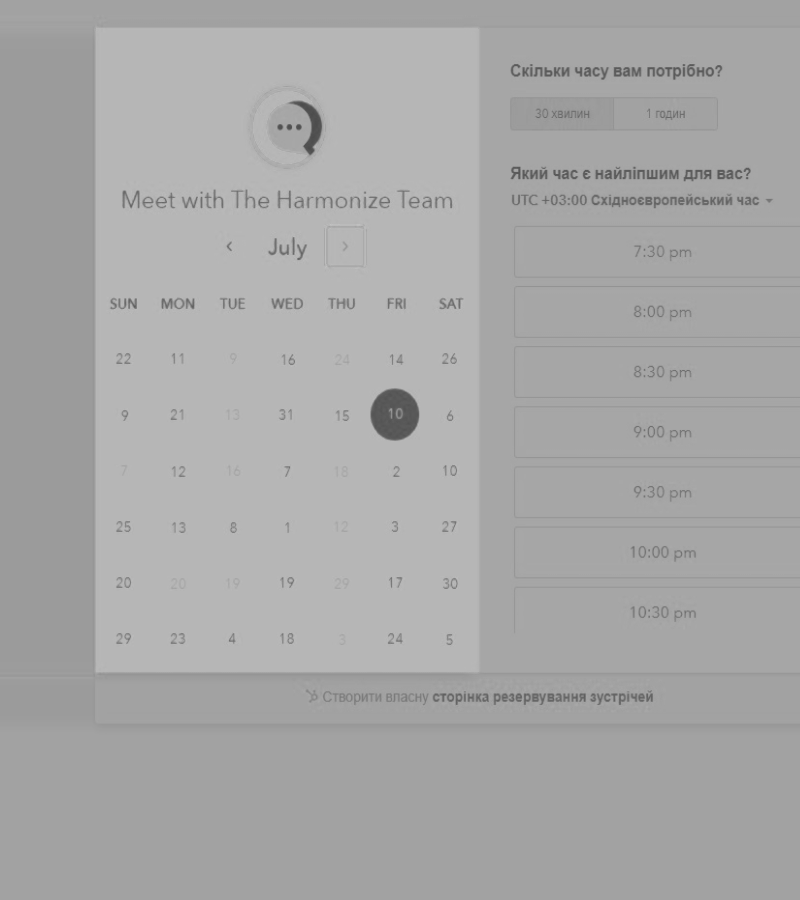 Meet with The Harmonize Team
July
SUN MON TUE WED THU FRI SAT
22 11 9 16 24 14 26
9 21 13 31 15 10 6
7 12 16 7 18 2 10
25 13 8 1 12 3 27
20 20 19 19 29 17 30
29 23 4 18 3 24 5
Скільки часу вам потрібно?
30 хвилин 1 годин
Який час є найліпшим для вас?
UTC +03:00 Східноєвропейський час
7:30 pm
8:00 pm
8:30 pm
9:00 pm
9:30 pm
10:00 pm
10:30 pm
Створити власну сторінка резервування зустрічей